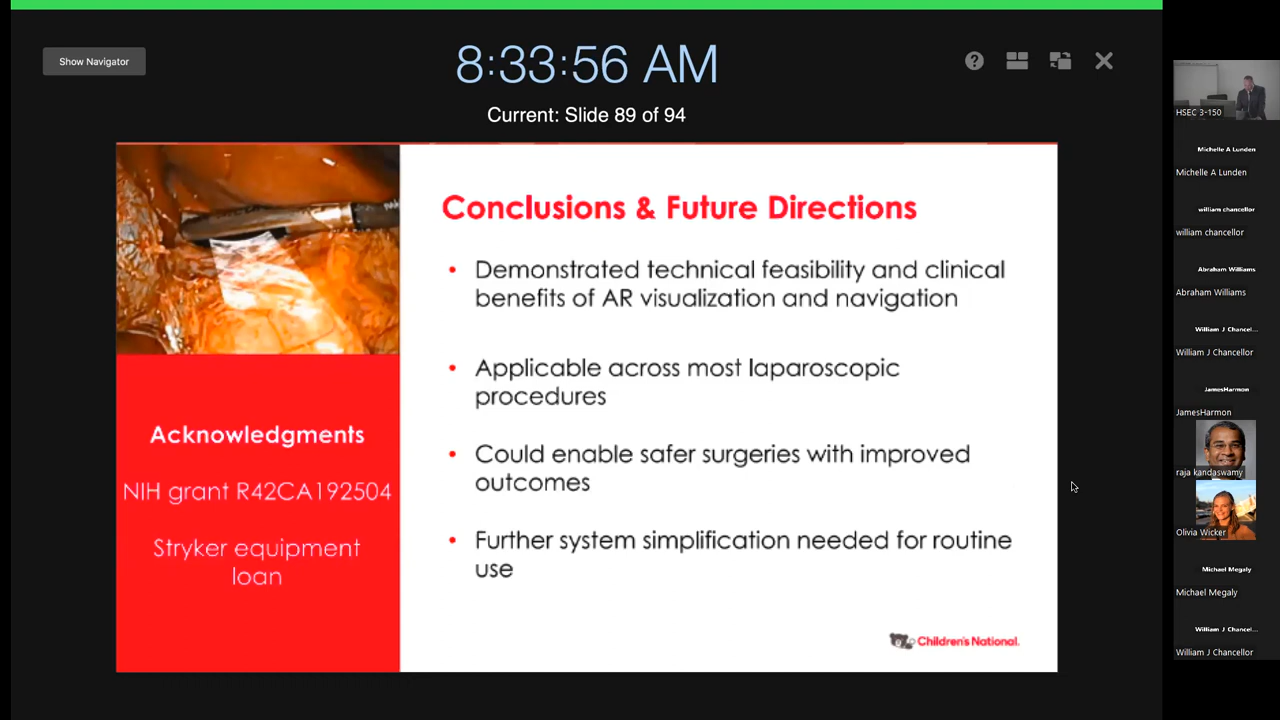 Show Navigator
8:33:56 AM
Current: Slide 89 of 94
Conclusions & Future Directions
• Demonstrated technical feasibility and clinical
benefits of AR visualization and navigation
• Applicable across most laparoscopic
procedures
• Could enable safer surgeries with improved
outcomes
• Further system simplification needed for routine
use
Acknowledgments
NIH grant R42CA192504
Stryker equipment
loan
Children's National.
HSEC 3-150
Michelle A Lunden
Michelle A Lunden
william chancellor
william chancellor
Abraham Williams
Abraham Williams
William J Chancel...
William J Chancellor
JamesHarmon
JamesHarmon
raja kandaswamy
Olivia Wicker
Michael Megaly
Michael Megaly
William J Chancel...
William J Chancellor